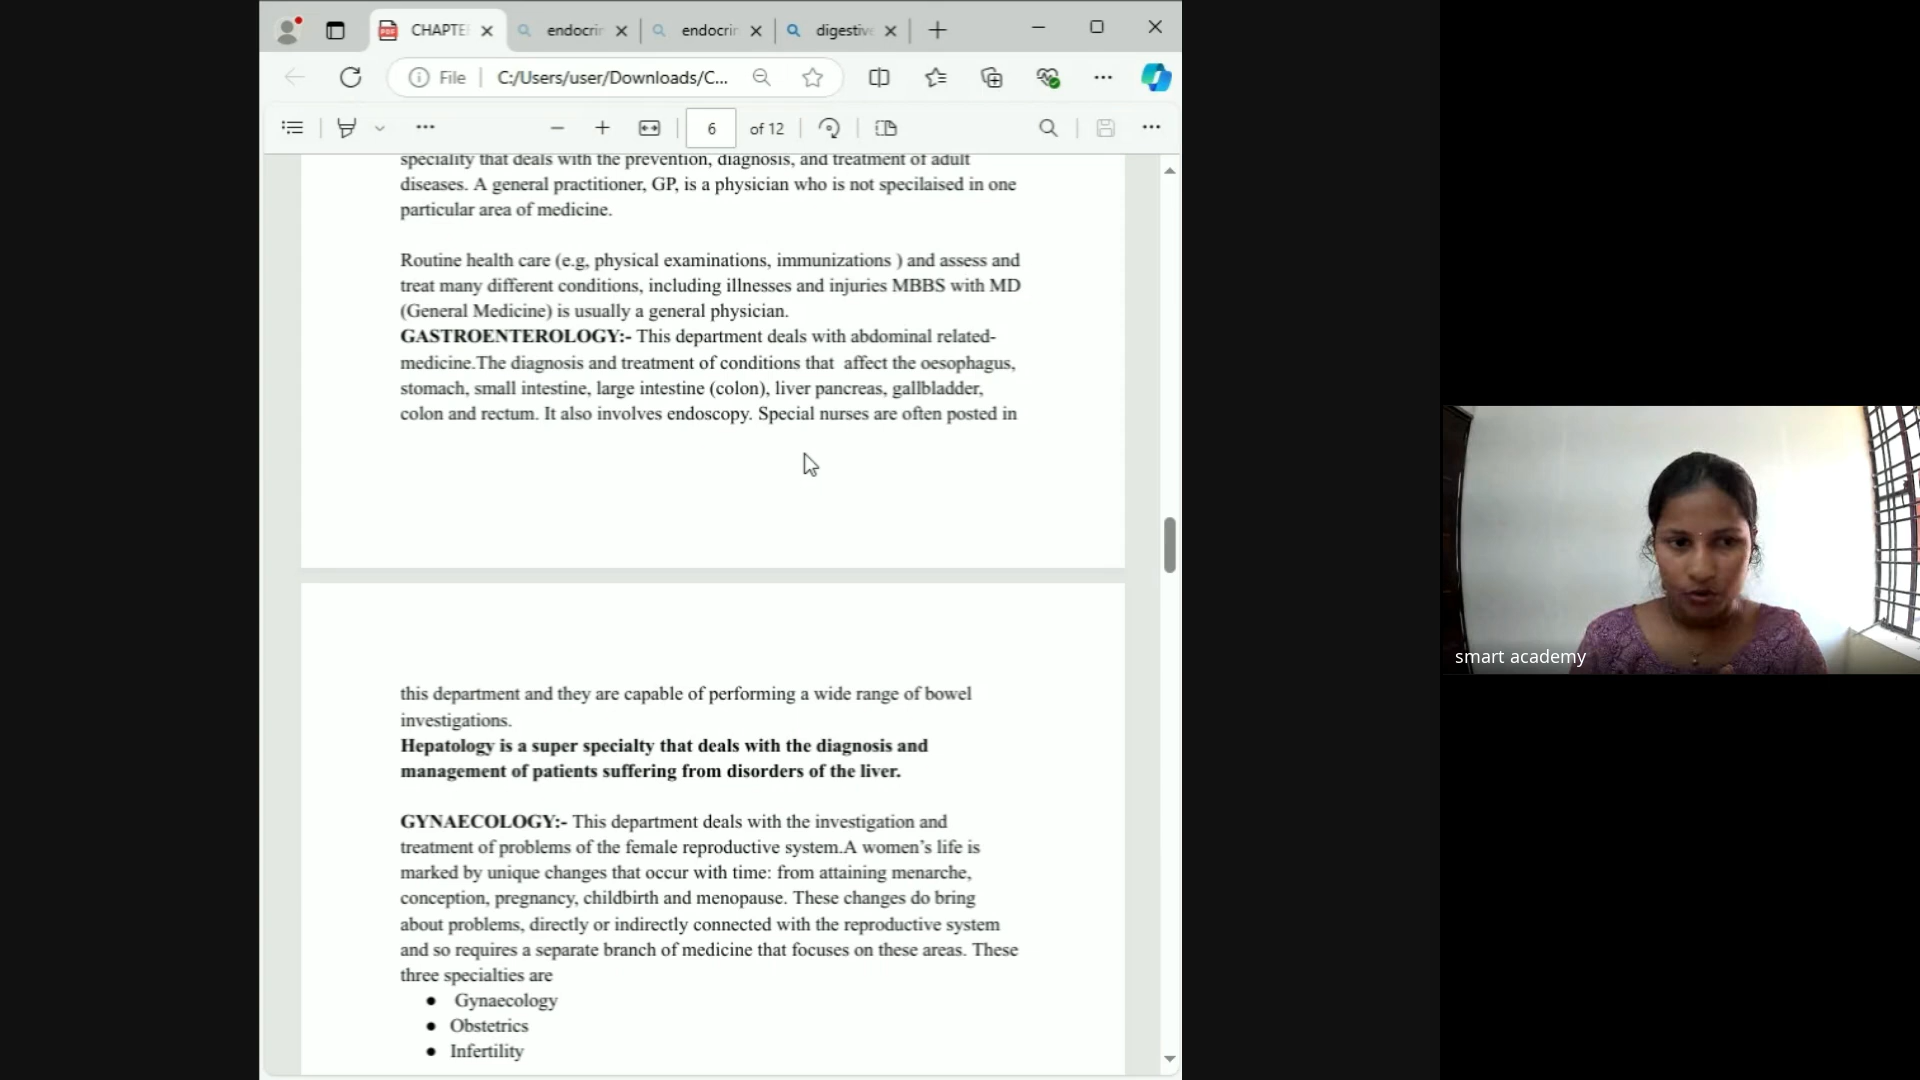 CHAPTE
endocrin
endocrin
digestive
File
C:/Users/user/Downloads/C...
6
of 12
speciality that deals with the prevention, diagnosis, and treatment of adult
diseases. A general practitioner, GP, is a physician who is not specilaised in one
particular area of medicine.
Routine health care (e.g, physical examinations, immunizations ) and assess and
treat many different conditions, including illnesses and injuries MBBS with MD
(General Medicine) is usually a general physician.
GASTROENTEROLOGY:- This department deals with abdominal related-
medicine.The diagnosis and treatment of conditions that  affect the oesophagus,
stomach, small intestine, large intestine (colon), liver pancreas, gallbladder,
colon and rectum. It also involves endoscopy. Special nurses are often posted in
this department and they are capable of performing a wide range of bowel
investigations.
Hepatology is a super specialty that deals with the diagnosis and
management of patients suffering from disorders of the liver.
GYNAECOLOGY:- This department deals with the investigation and
treatment of problems of the female reproductive system.A women’s life is
marked by unique changes that occur with time: from attaining menarche,
conception, pregnancy, childbirth and menopause. These changes do bring
about problems, directly or indirectly connected with the reproductive system
and so requires a separate branch of medicine that focuses on these areas. These
three specialties are
● Gynaecology
● Obstetrics
● Infertility
smart academy